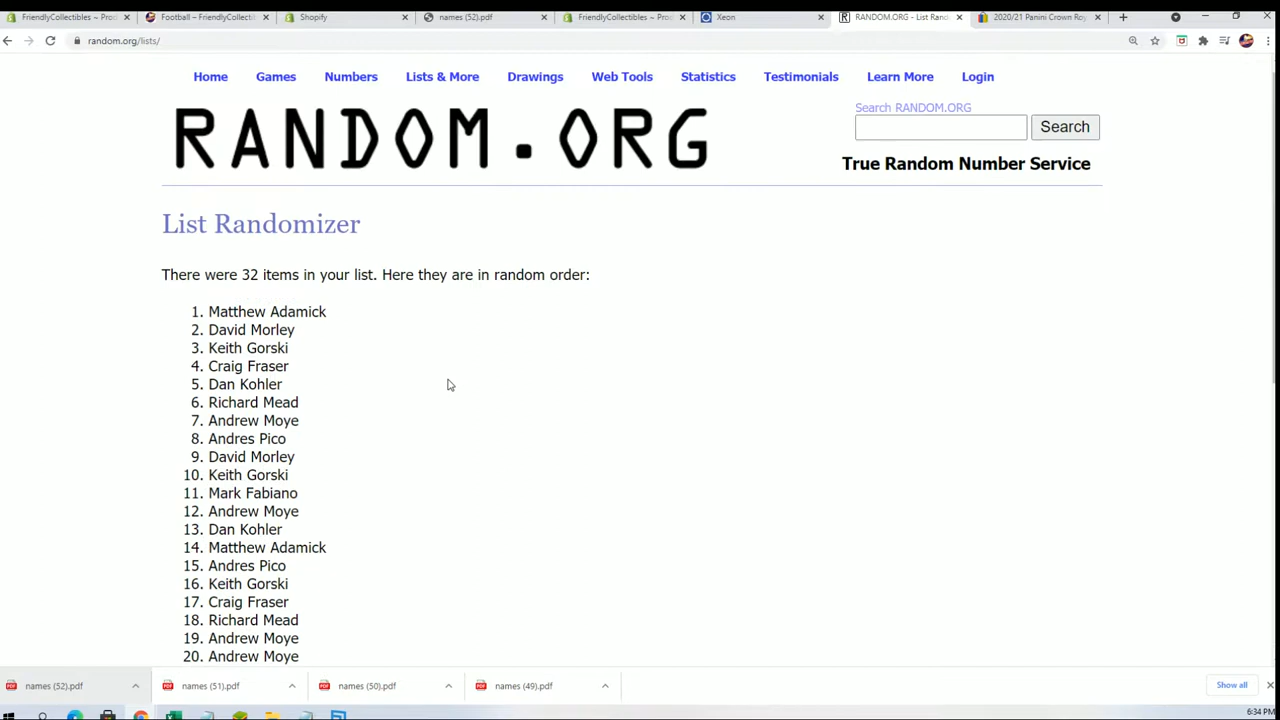 FriendlyCollectibles ~ Prod
Football – FriendlyCollectib
Shopify
names (52).pdf
FriendlyCollectibles ~ Prod
Xeon
RANDOM.ORG - List Rand
2020/21 Panini Crown Roy
random.org/lists/
Home
Games
Numbers
Lists & More
Drawings
Web Tools
Statistics
Testimonials
Learn More
Login
RANDOM.ORG
Search RANDOM.ORG
Search
True Random Number Service
List Randomizer
There were 32 items in your list. Here they are in random order:
1. Matthew Adamick
2. David Morley
3. Keith Gorski
4. Craig Fraser
5. Dan Kohler
6. Richard Mead
7. Andrew Moye
8. Andres Pico
9. David Morley
10. Keith Gorski
11. Mark Fabiano
12. Andrew Moye
13. Dan Kohler
14. Matthew Adamick
15. Andres Pico
16. Keith Gorski
17. Craig Fraser
18. Richard Mead
19. Andrew Moye
20. Andrew Moye
names (52).pdf
names (51).pdf
names (50).pdf
names (49).pdf
Show all
6:34 PM